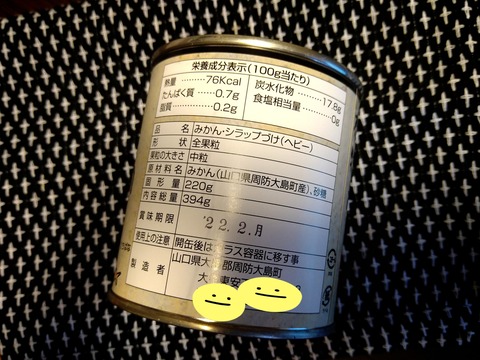 栄養成分表示(100g当たり)
熱量………76Kcal
たんぱく質……0.7g
脂質………0.2g
炭水化物………17.8g
食塩相当量………0g
品名 みかん・シラップづけ(ヘビー)
形状 全果粒
果粒の大きさ 中粒
原材料名 みかん(山口県周防大島町産)、砂糖
固形量 220g
内容総量 394g
賞味期限 '22.2.月
使用上の注意 開缶後はガラス容器に移す事
製造者 山口県大島郡周防大島町